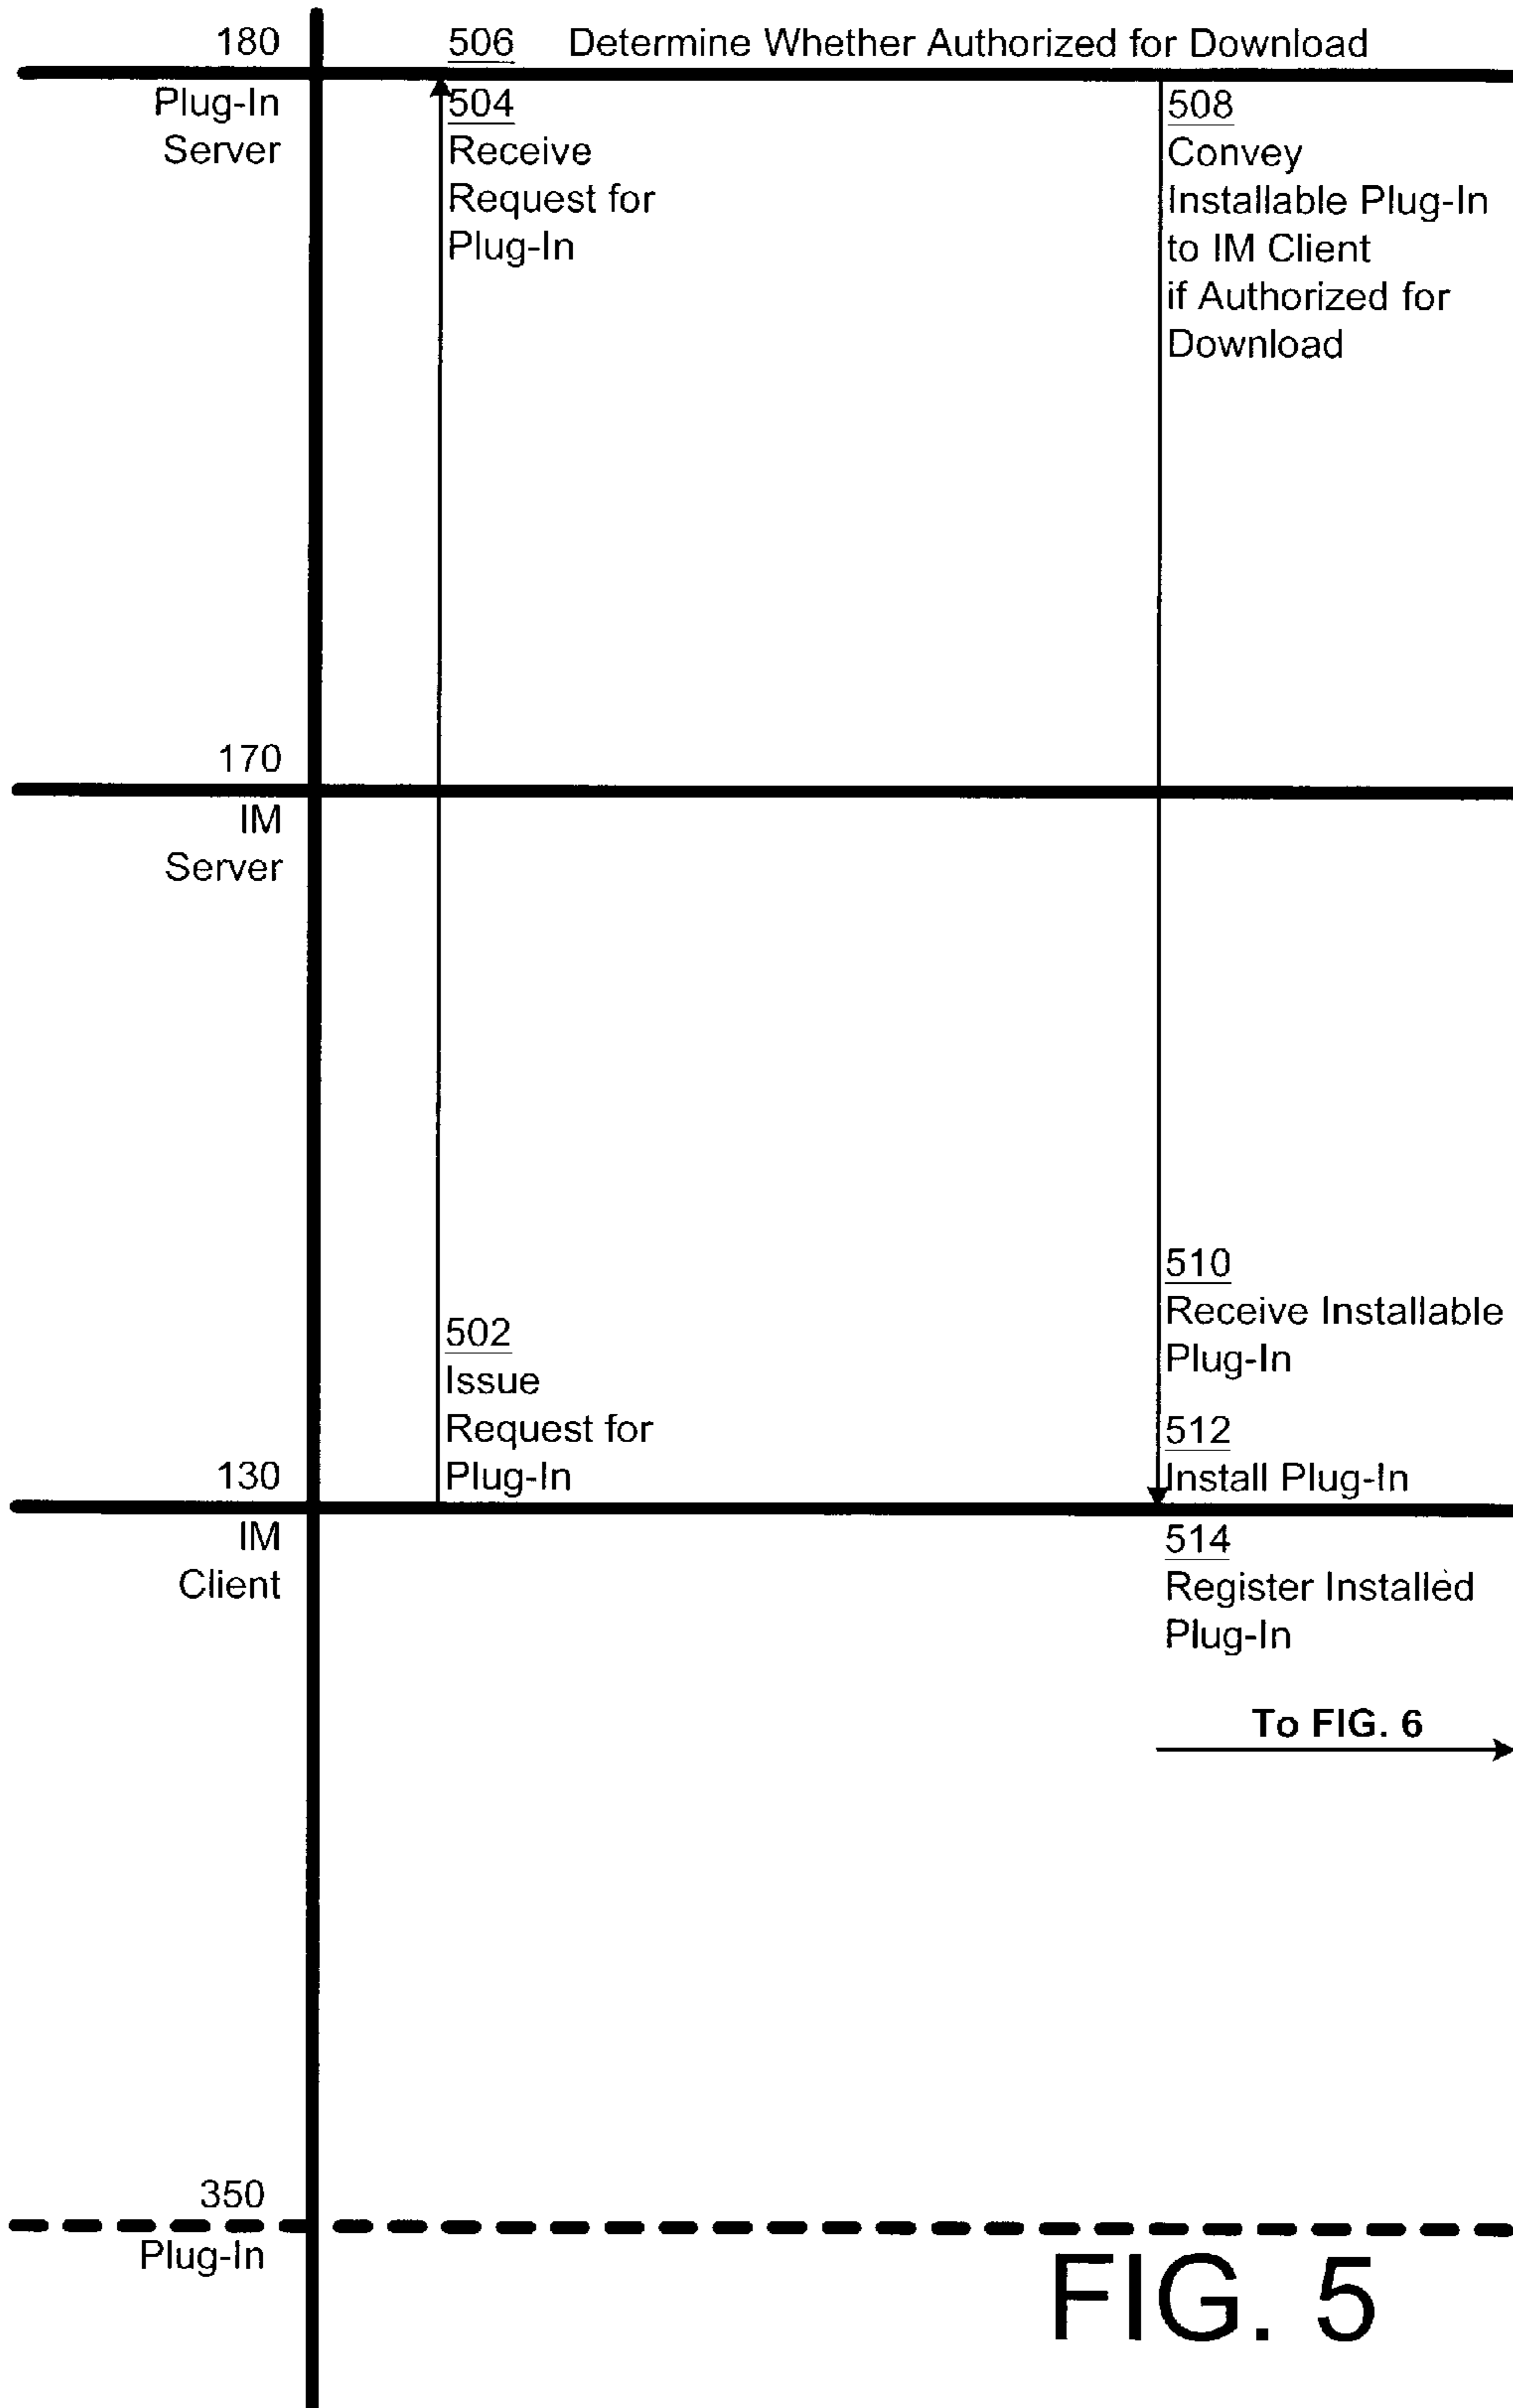 180
Plug-In
Server
506 Determine Whether Authorized for Download
504
Receive
Request for
Plug-In
508
Convey
Installable Plug-In
to IM Client
if Authorized for
Download
170
IM
Server
502
Issue
Request for
Plug-In
510
Receive Installable
Plug-In
512
Install Plug-In
130
IM
Client
514
Register Installed
Plug-In
To FIG. 6
350
Plug-In
FIG. 5